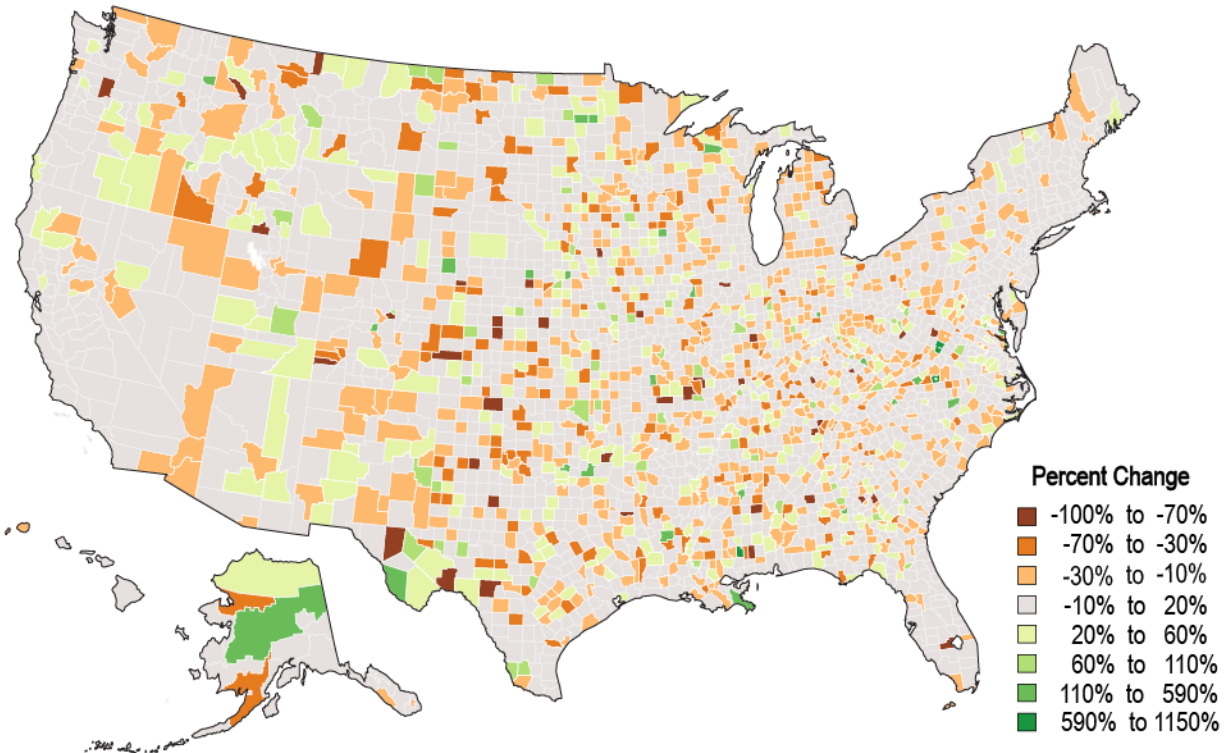 Percent Change
-100% to -70%
-70% to -30%
-30% to -10%
-10% to 20%
20% to 60%
60% to 110%
110% to 590%
590% to 1150%